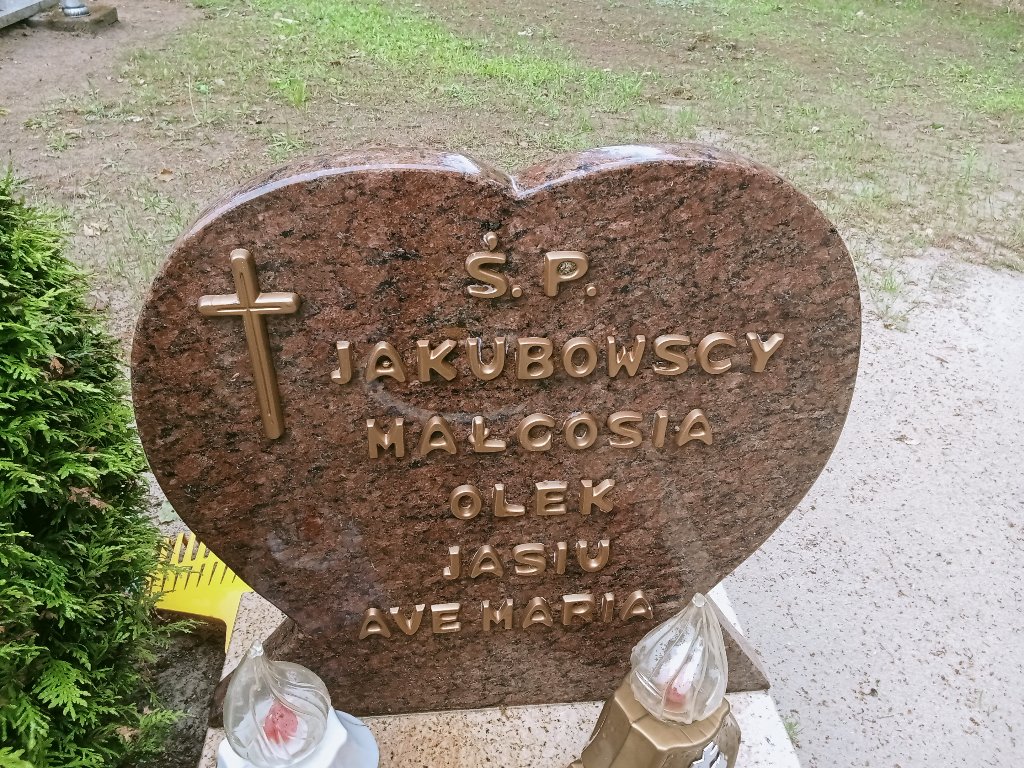 Ś. P.
JAKUBOWSCY
MAŁGOSIA
OLEK
JASIU
AVE MARIA